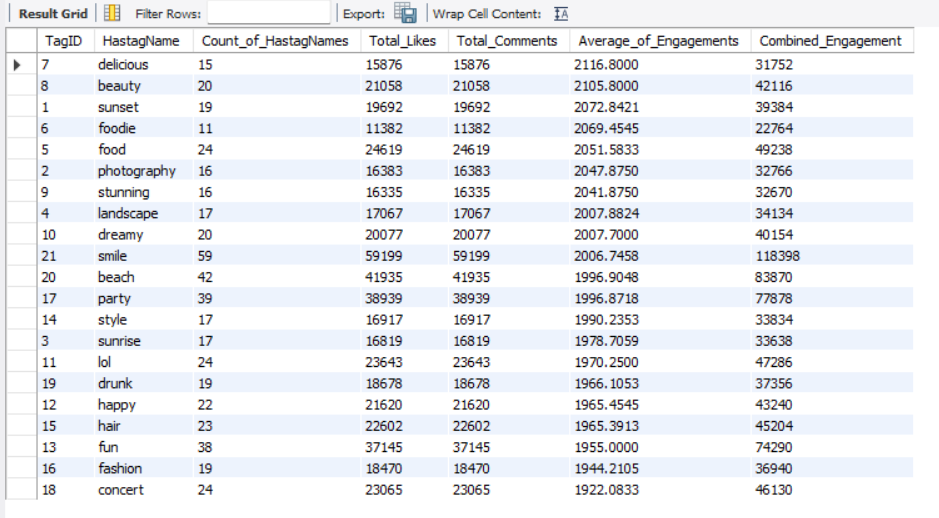 Result Grid Filter Rows: Export: Wrap Cell Content: IA
TagID HastagName Count_of_HastagNames Total_Likes Total_Comments Average_of_Engagements Combined_Engagement
7 delicious 15 15876 15876 2116.8000 31752
8 beauty 20 21058 21058 2105.8000 42116
1 sunset 19 19692 19692 2072.8421 39384
6 foodie 11 11382 11382 2069.4545 22764
5 food 24 24619 24619 2051.5833 49238
2 photography 16 16383 16383 2047.8750 32766
9 stunning 16 16335 16335 2041.8750 32670
4 landscape 17 17067 17067 2007.8824 34134
10 dreamy 20 20077 20077 2007.7000 40154
21 smile 59 59199 59199 2006.7458 118398
20 beach 42 41935 41935 1996.9048 83870
17 party 39 38939 38939 1996.8718 77878
14 style 17 16917 16917 1990.2353 33834
3 sunrise 17 16819 16819 1978.7059 33638
11 lol 24 23643 23643 1970.2500 47286
19 drunk 19 18678 18678 1966.1053 37356
12 happy 22 21620 21620 1965.4545 43240
15 hair 23 22602 22602 1965.3913 45204
13 fun 38 37145 37145 1955.0000 74290
16 fashion 19 18470 18470 1944.2105 36940
18 concert 24 23065 23065 1922.0833 46130